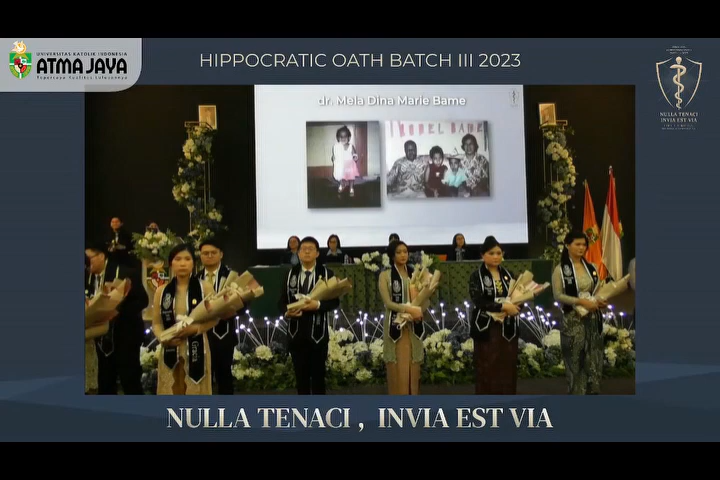 UNIVERSITAS KATOLIK INDONESIA
ATMA JAYA
HIPPOCRATIC OATH BATCH III 2023
NULLA TENACI
INVIA EST VIA
dr. Mela Dina Marie Bame
NULLA TENACI , INVIA EST VIA